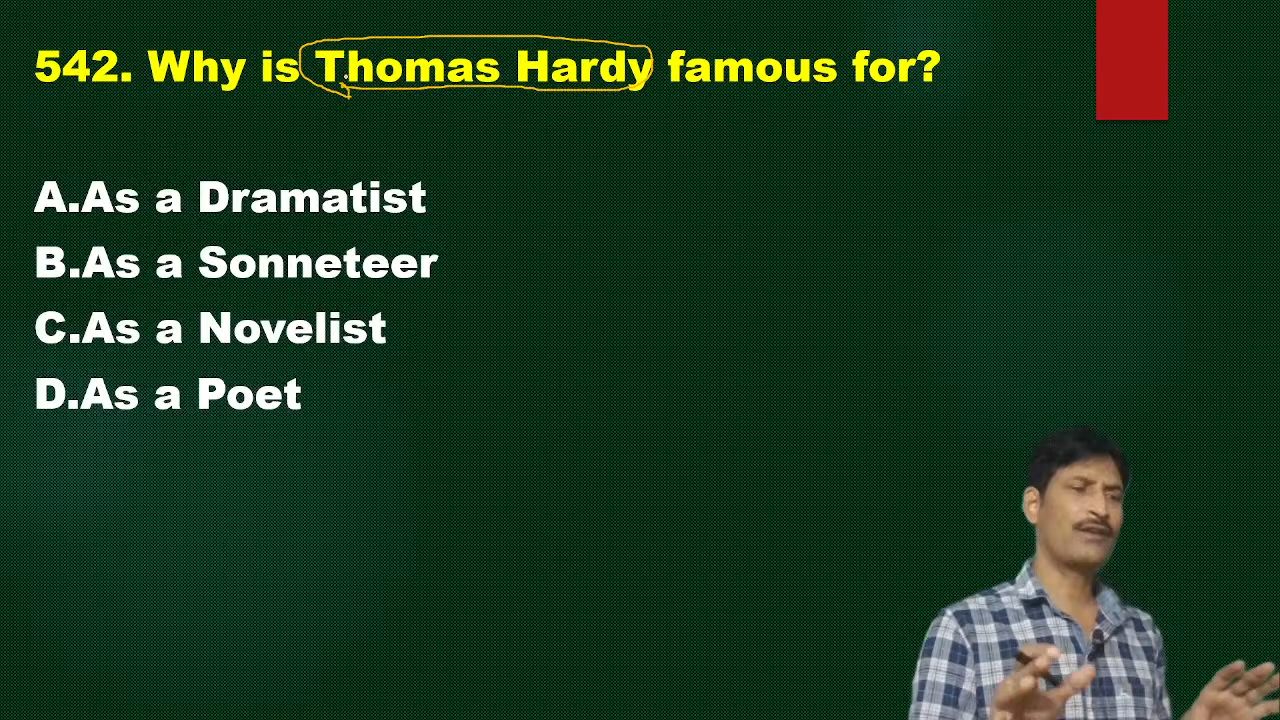 542. Why is Thomas Hardy famous for?
A.As a Dramatist
B.As a Sonneteer
C.As a Novelist
D.As a Poet